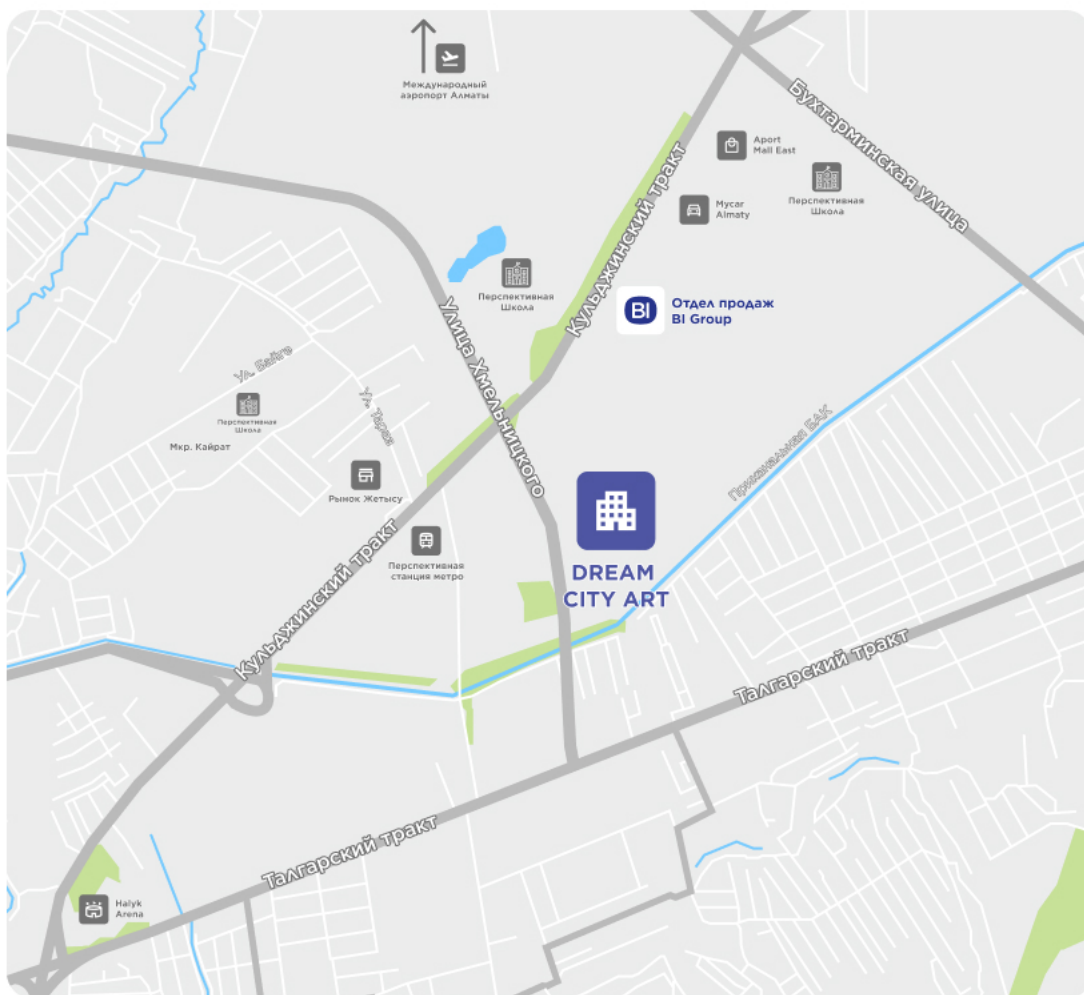 Международный
аэропорт Алматы
Бухтарминская улица
Aport
Mall East
Перспективная
Школа
Кульджинский тракт
Mycar
Almaty
Перспективная
Школа
BI
Отдел продаж
BI Group
Улица Хмельницкого
Ул. Байге
Ул. Тараз
Перспективная
Школа
Мкр. Кайрат
Приканальная БАК
Рынок Жетысу
Перспективная
станция метро
DREAM
CITY ART
Кульджинский тракт
Талгарский тракт
Талгарский тракт
Halyk
Arena